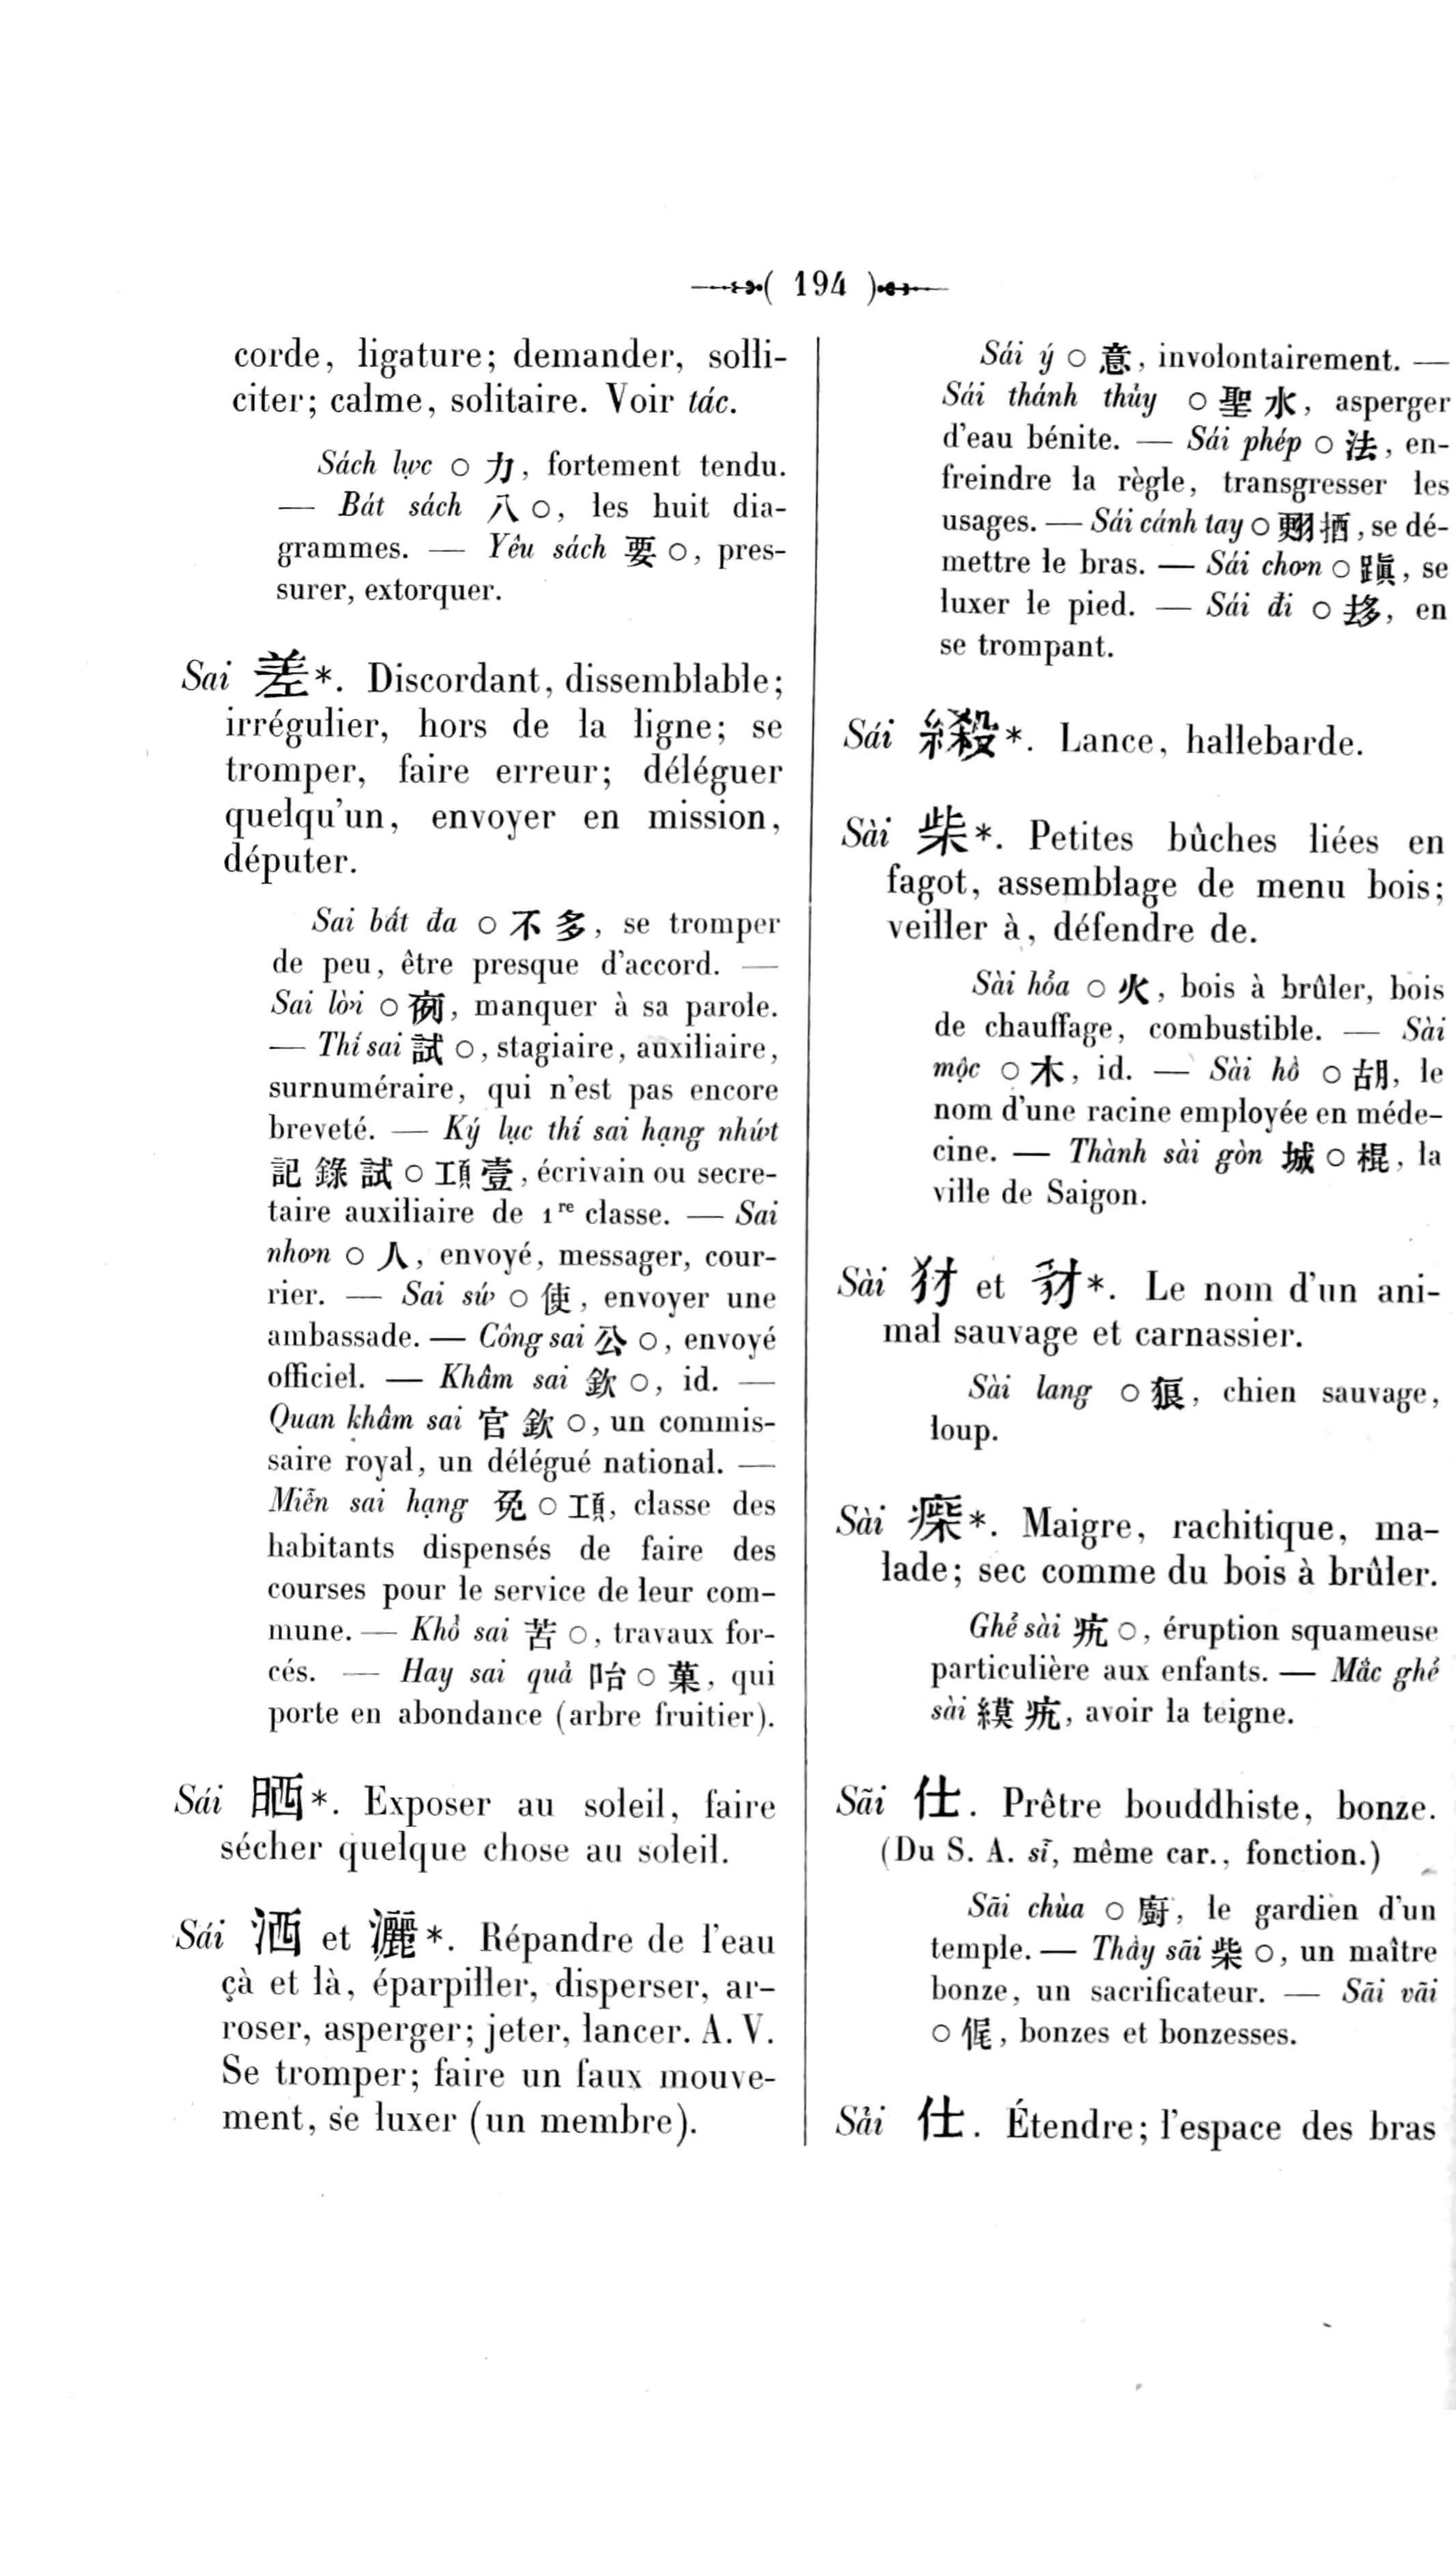 ( 194 )
corde, ligature; demander, solli-
citer; calme, solitaire. Voir tác.
Sách lực ○ 力, fortement tendu.
— Bát sách 八 ○, les huit dia-
grammes. — Yêu sách 要 ○, pres-
surer, extorquer.
Sai 差*. Discordant, dissemblable;
irrégulier, hors de la ligne; se
tromper, faire erreur; déléguer
quelqu'un, envoyer en mission,
députer.
Sai bất đa ○ 不 多, se tromper
de peu, être presque d'accord. —
Sai lời ○, manquer à sa parole.
— Thí sai 試 ○, stagiaire, auxiliaire,
surnuméraire, qui n'est pas encore
breveté. — Ký lục thí sai hạng nhứt
記 錄 試 ○ 項 壹, écrivain ou secre-
taire auxiliaire de 1re classe. — Sai
nhơn ○ 人, envoyé, messager, cour-
rier. — Sai sứ ○ 使, envoyer une
ambassade. — Công sai 公 ○, envoyé
officiel. — Khâm sai 欽 ○, id. —
Quan khâm sai 官 欽 ○, un commis-
saire royal, un délégué national. —
Miễn sai hạng 免 ○ 項, classe des
habitants dispensés de faire des
courses pour le service de leur com-
mune. — Khổ sai 苦 ○, travaux for-
cés. — Hay sai quả 咍 ○ 菓, qui
porte en abondance (arbre fruitier).
Sái 晒*. Exposer au soleil, faire
sécher quelque chose au soleil.
Sái 洒 et 灑*. Répandre de l'eau
çà et là, éparpiller, disperser, ar-
roser, asperger; jeter, lancer. A. V.
Se tromper; faire un faux mouve-
ment, se luxer (un membre).
Sái ý ○ 意, involontairement. —
Sái thánh thủy ○ 聖 水, asperger
d'eau bénite. — Sái phép ○ 法, en-
freindre la règle, transgresser les
usages. — Sái cánh tay ○, se dé-
mettre le bras. — Sái chơn ○ 蹎, se
luxer le pied. — Sái đi ○ 𢓇, en
se trompant.
Sái 繺*. Lance, hallebarde.
Sài 柴*. Petites bûches liées en
fagot, assemblage de menu bois;
veiller à, défendre de.
Sài hỏa ○ 火, bois à brûler, bois
de chauffage, combustible. — Sài
mộc ○ 木, id. — Sài hồ ○ 胡, le
nom d'une racine employée en méde-
cine. — Thành sài gòn 城 ○ 棍, la
ville de Saigon.
Sài 犲 et 豺*. Le nom d'un ani-
mal sauvage et carnassier.
Sài lang ○ 狼, chien sauvage,
loup.
Sài 㾹*. Maigre, rachitique, ma-
lade; sec comme du bois à brûler.
Ghẻ sài 疣 ○, éruption squameuse
particulière aux enfants. — Mắc ghẻ
sài 縸 疣, avoir la teigne.
Sãi 仕. Prêtre bouddhiste, bonze.
(Du S. A. sĩ, même car., fonction.)
Sãi chùa ○ 廚, le gardien d'un
temple. — Thầy sãi 柴 ○, un maître
bonze, un sacrificateur. — Sãi vãi
○ 㑮, bonzes et bonzesses.
Sải 仕. Étendre; l'espace des bras